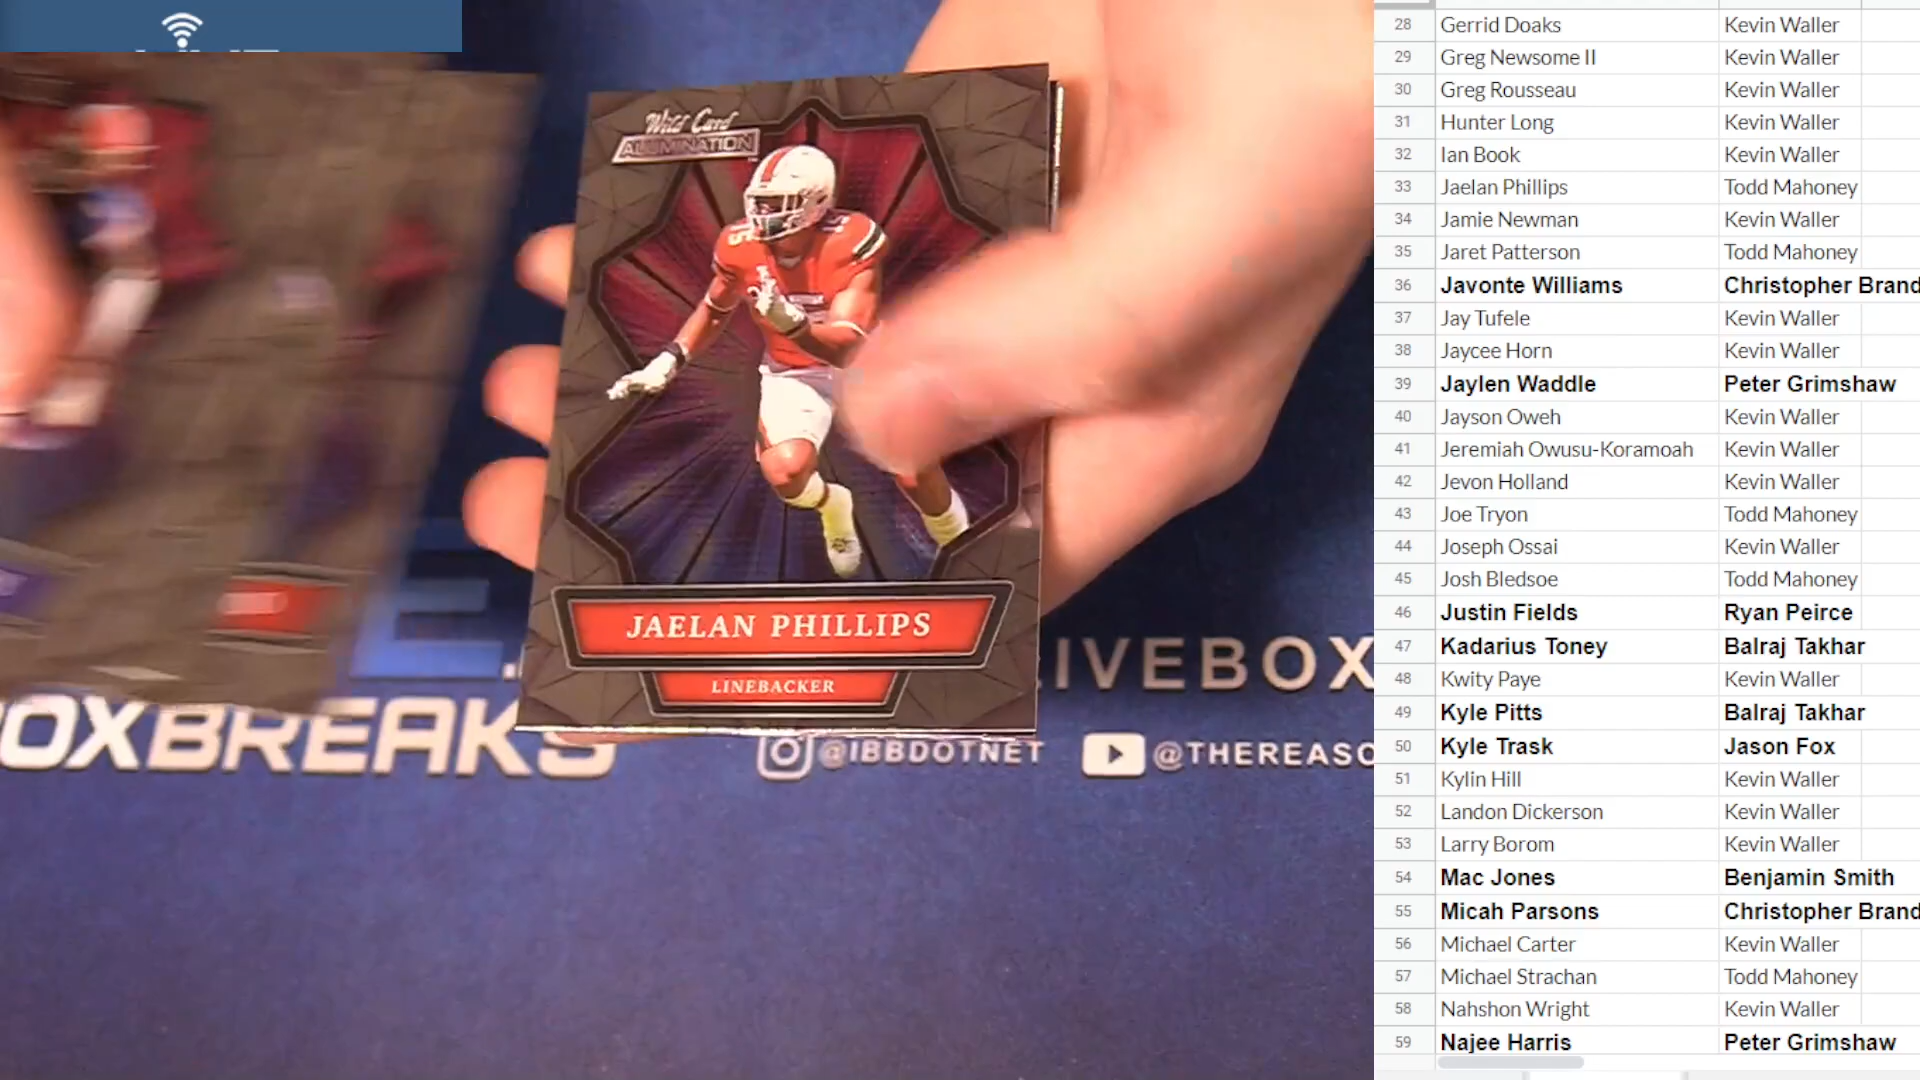 Wild Card
ALUMINATION
15
JAELAN PHILLIPS
LINEBACKER
E.
OXBREAKS
IVEBOX
@IBBDOTNET
@THEREASO
28 Gerrid Doaks Kevin Waller
29 Greg Newsome II Kevin Waller
30 Greg Rousseau Kevin Waller
31 Hunter Long Kevin Waller
32 Ian Book Kevin Waller
33 Jaelan Phillips Todd Mahoney
34 Jamie Newman Kevin Waller
35 Jaret Patterson Todd Mahoney
36 Javonte Williams Christopher Brand
37 Jay Tufele Kevin Waller
38 Jaycee Horn Kevin Waller
39 Jaylen Waddle Peter Grimshaw
40 Jayson Oweh Kevin Waller
41 Jeremiah Owusu-Koramoah Kevin Waller
42 Jevon Holland Kevin Waller
43 Joe Tryon Todd Mahoney
44 Joseph Ossai Kevin Waller
45 Josh Bledsoe Todd Mahoney
46 Justin Fields Ryan Peirce
47 Kadarius Toney Balraj Takhar
48 Kwity Paye Kevin Waller
49 Kyle Pitts Balraj Takhar
50 Kyle Trask Jason Fox
51 Kylin Hill Kevin Waller
52 Landon Dickerson Kevin Waller
53 Larry Borom Kevin Waller
54 Mac Jones Benjamin Smith
55 Micah Parsons Christopher Brand
56 Michael Carter Kevin Waller
57 Michael Strachan Todd Mahoney
58 Nahshon Wright Kevin Waller
59 Najee Harris Peter Grimshaw